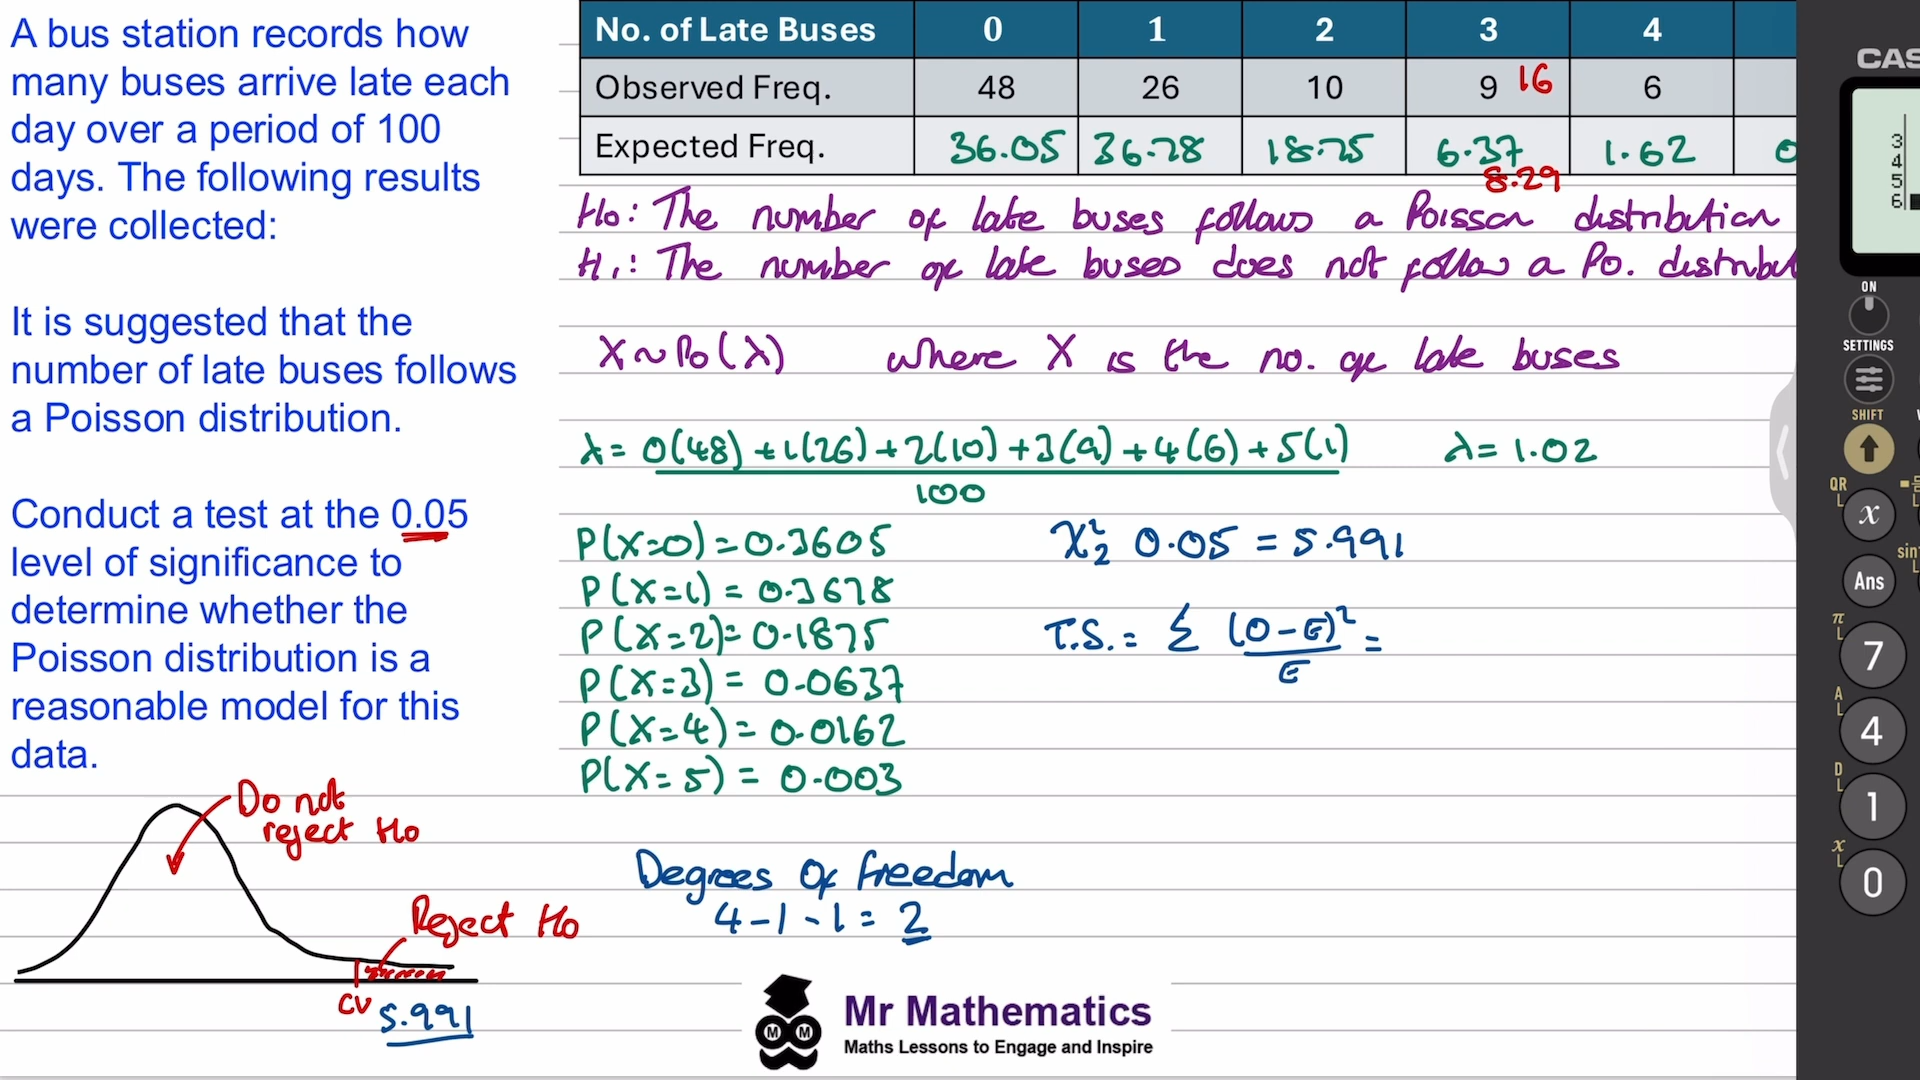 A bus station records how
many buses arrive late each
day over a period of 100
days. The following results
were collected:
It is suggested that the
number of late buses follows
a Poisson distribution.
Conduct a test at the 0.05
level of significance to
determine whether the
Poisson distribution is a
reasonable model for this
data.
Do not
reject H₀
Reject H₀
CV
5.991
No. of Late Buses 0 1 2 3 4
Observed Freq. 48 26 10 9 16 6
Expected Freq. 36.05 36.78 18.75 6.37 1.62 0
8.29
H₀: The number of late buses follows a Poisson distribution
H₁: The number of late buses does not follow a Po. distribut
X~Po(λ) where X is the no. of late buses
λ= 0(48)+1(26)+2(10)+3(9)+4(6)+5(1) λ= 1.02
100
P(X=0)=0.3605
P(X=1)=0.3678
P(X=2)=0.1875
P(X=3)=0.0637
P(X=4)=0.0162
P(X=5)=0.003
χ²₂ 0.05 = 5.991
T.S. = Σ (O-E)² =
E
Degrees Of freedom
4-1-1=2
M M
Mr Mathematics
Maths Lessons to Engage and Inspire
CAS
3
4
5
6
ON
SETTINGS
SHIFT
QR
x
sin
Ans
π
7
A
4
D
1
x
0